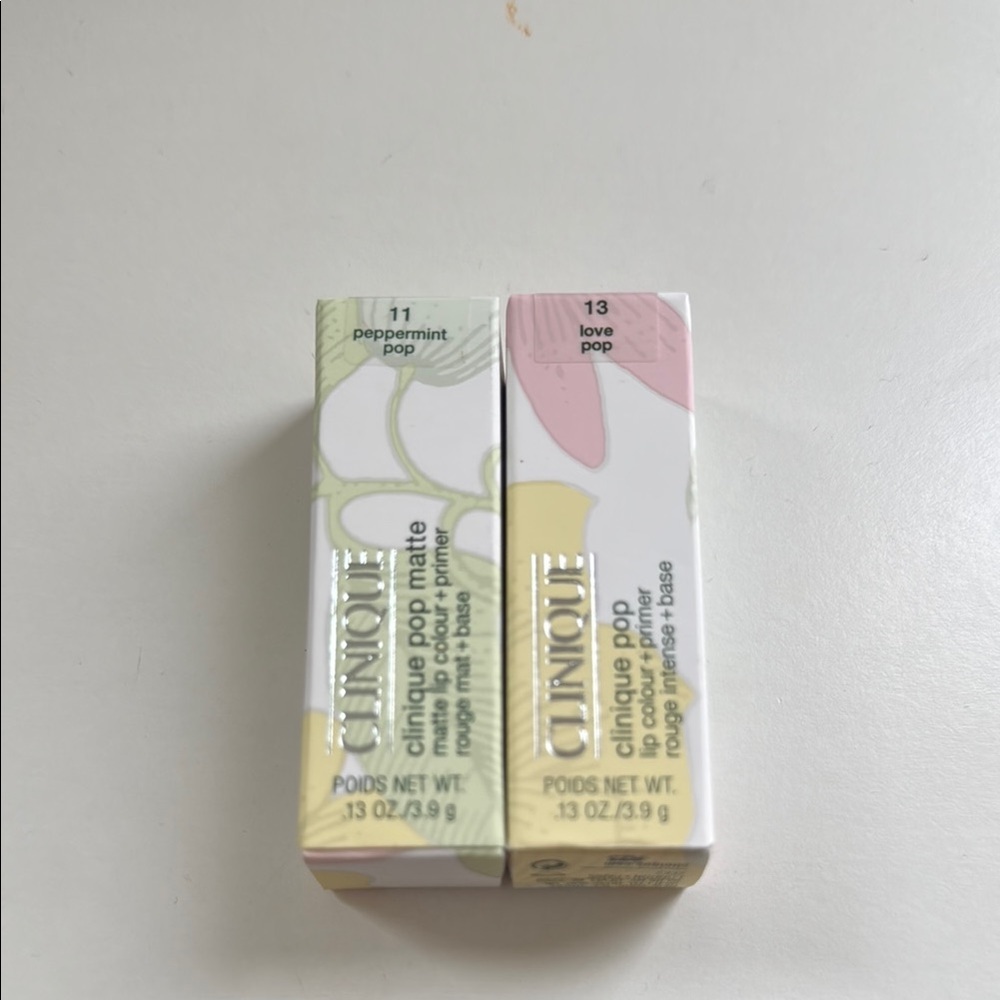 11
peppermint
pop
CLINIQUE
clinique pop matte
matte lip colour + primer
rouge mat + base
POIDS NET WT.
.13 OZ./3.9 g
13
love
pop
CLINIQUE
clinique pop
lip colour + primer
rouge intense + base
POIDS NET WT.
.13 OZ./3.9 g